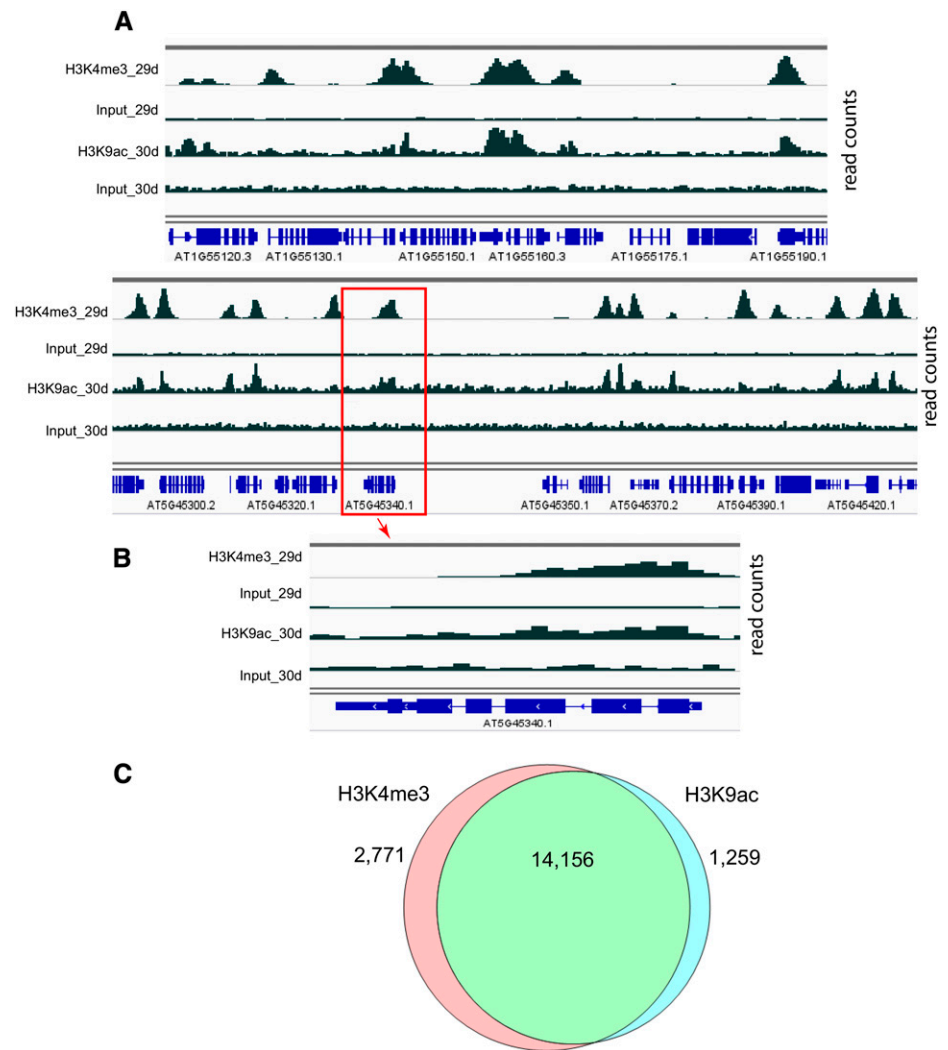 A
H3K4me3_29d
Input_29d
H3K9ac_30d
Input_30d
read counts
AT1G55120.3 AT1G55130.1 AT1G55150.1 AT1G55160.3 AT1G55175.1 AT1G55190.1
H3K4me3_29d
Input_29d
H3K9ac_30d
Input_30d
read counts
AT5G45300.2 AT5G45320.1 AT5G45340.1 AT5G45350.1 AT5G45370.2 AT5G45390.1 AT5G45420.1
B
H3K4me3_29d
Input_29d
H3K9ac_30d
Input_30d
read counts
AT5G45340.1
C
H3K4me3 H3K9ac
2,771 14,156 1,259